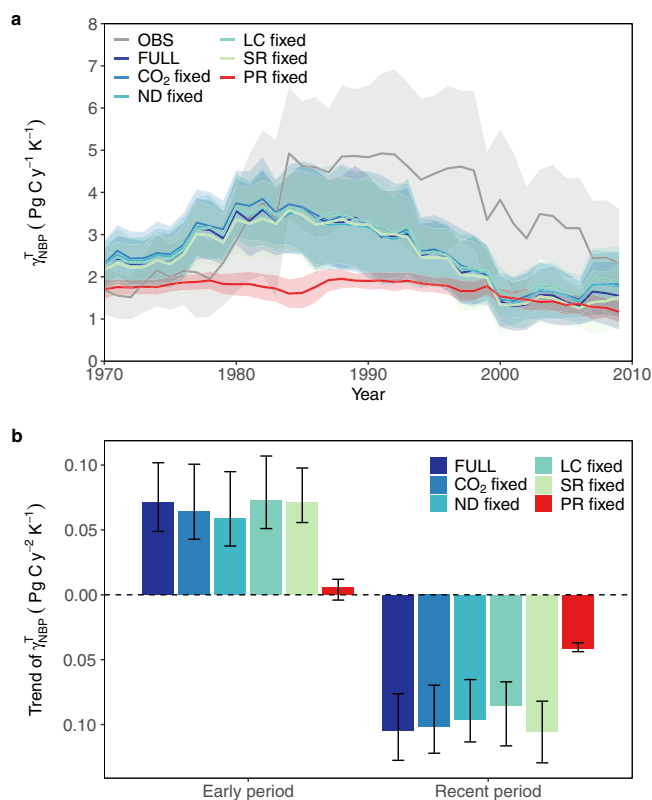 a
8
7
6
5
4
3
2
1
0
γᵀNBP ( Pg C y⁻¹ K⁻¹)
OBS
FULL
CO₂ fixed
ND fixed
LC fixed
SR fixed
PR fixed
1970 1980 1990 2000 2010
Year
b
0.10
0.05
0.00
0.05
0.10
Trend of γᵀNBP ( Pg C y⁻² K⁻¹)
FULL
CO₂ fixed
ND fixed
LC fixed
SR fixed
PR fixed
Early period Recent period